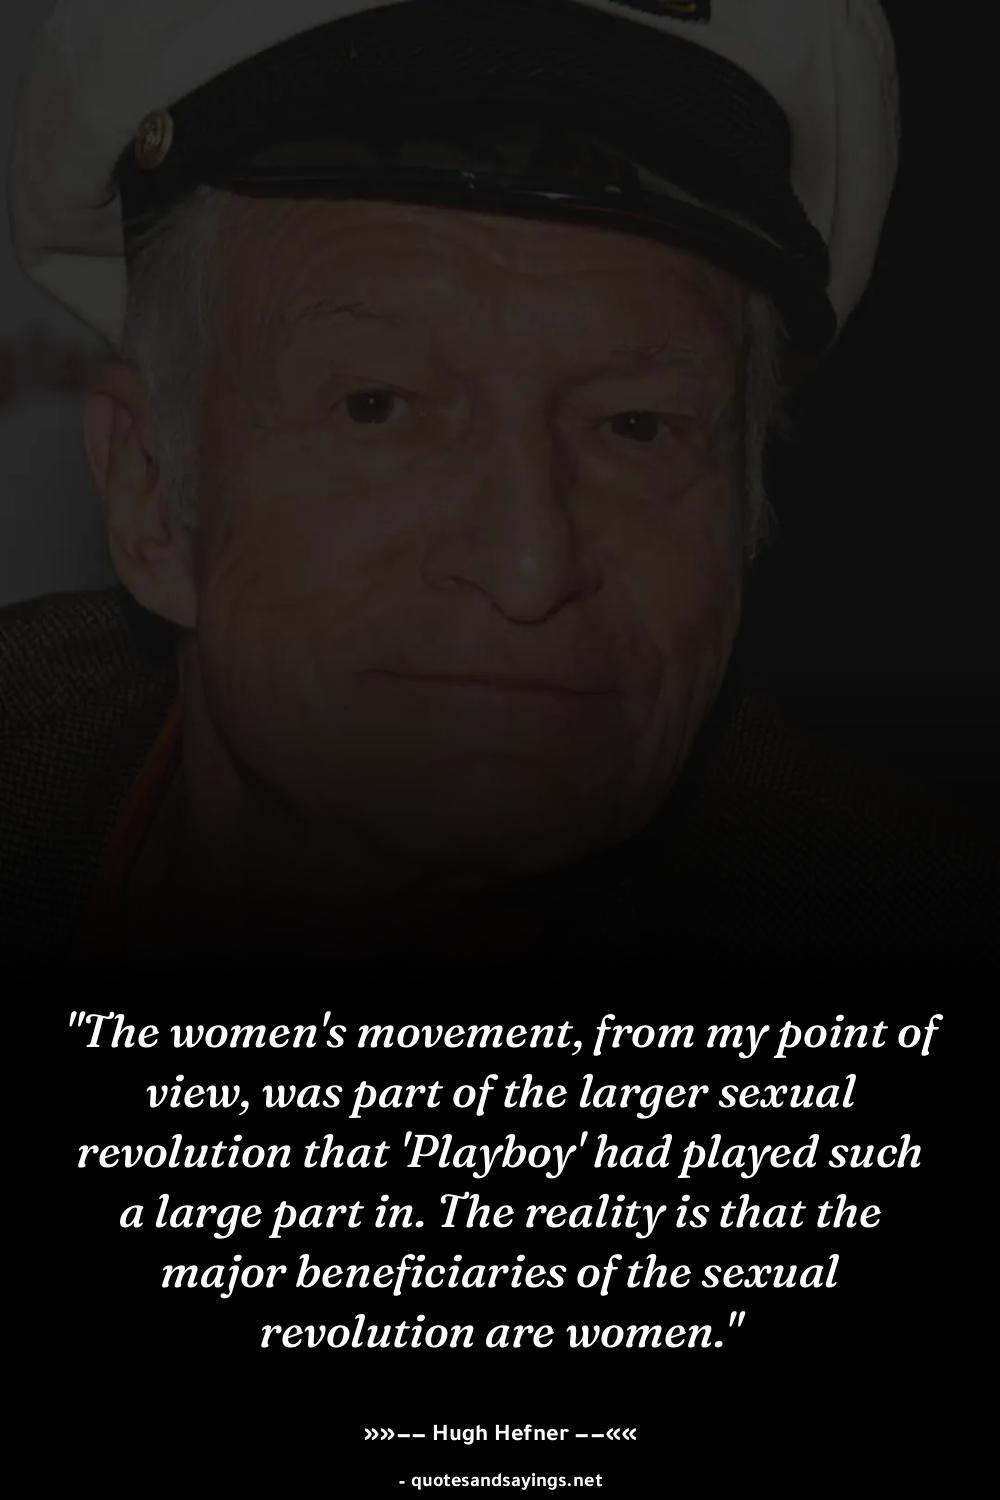 "The women's movement, from my point of
view, was part of the larger sexual
revolution that 'Playboy' had played such
a large part in. The reality is that the
major beneficiaries of the sexual
revolution are women."
»»–– Hugh Hefner ––««
- quotesandsayings.net